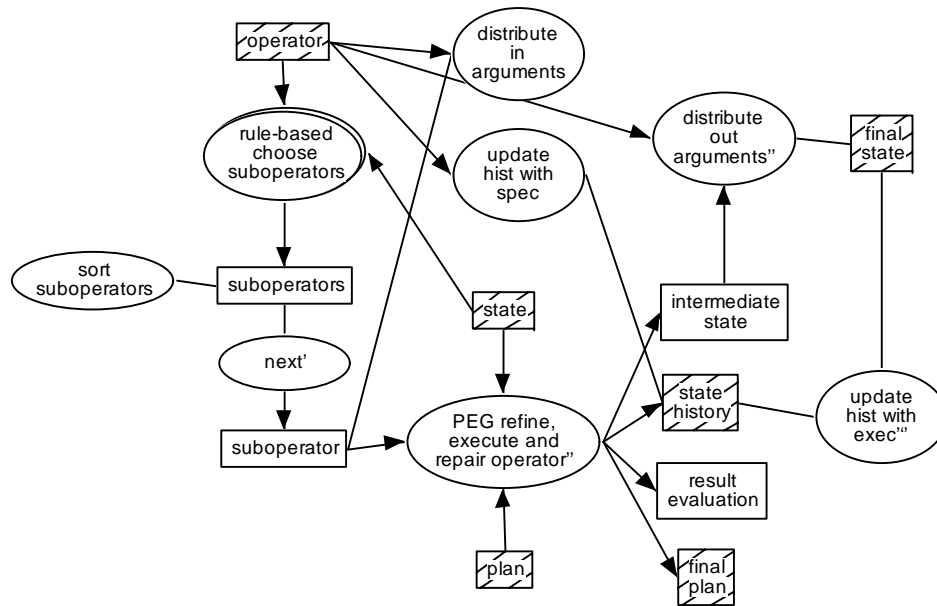 operator
distribute
in
arguments
rule-based
choose
suboperators
update
hist with
spec
distribute
out
arguments”
final
state
sort
suboperators
suboperators
state
intermediate
state
next’
state
history
update
hist with
exec’“’
suboperator
PEG refine,
execute and
repair operator”
result
evaluation
plan
final
plan